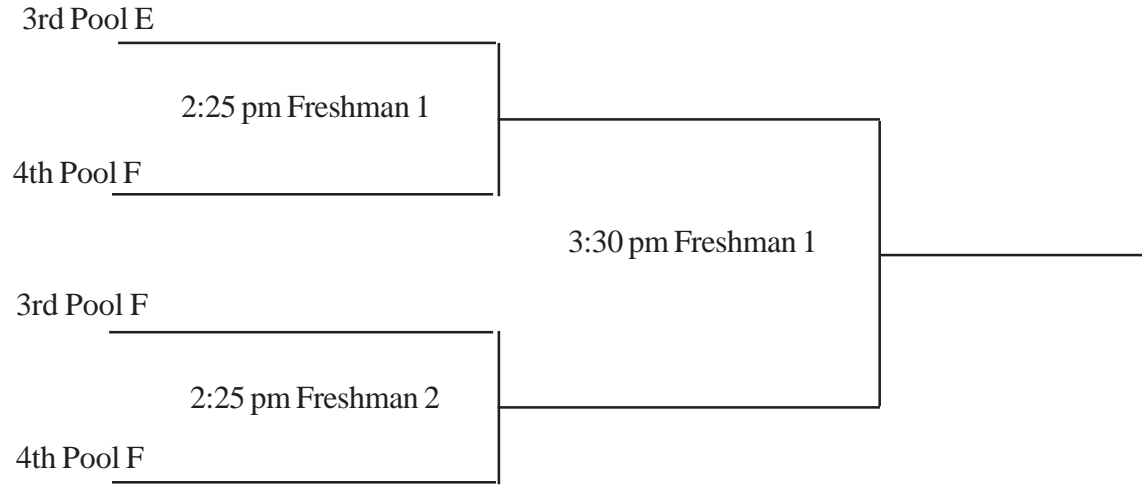 3rd Pool E
2:25 pm Freshman 1
4th Pool F
3:30 pm Freshman 1
3rd Pool F
2:25 pm Freshman 2
4th Pool F